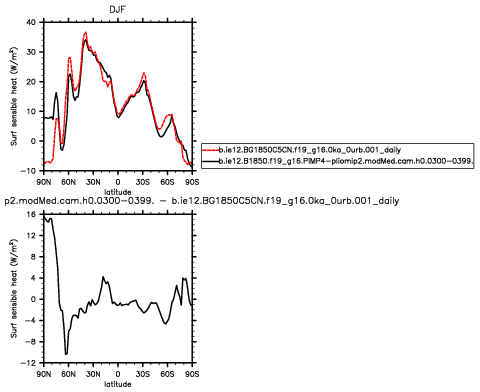 DJF
Surf sensible heat (W/m²)
40
30
20
10
0
−10
90N 60N 30N 0 30S 60S 90S
latitude
b.ie12.BG1850C5CN.f19_g16.0ka_0urb.001_daily
b.ie12.B1850.f19_g16.PlMP4−pliomip2.modMed.cam.h0.0300−0399.
p2.modMed.cam.h0.0300−0399. − b.ie12.BG1850C5CN.f19_g16.0ka_0urb.001_daily
Surf sensible heat (W/m²)
16
12
8
4
0
−4
−8
−12
90N 60N 30N 0 30S 60S 90S
latitude